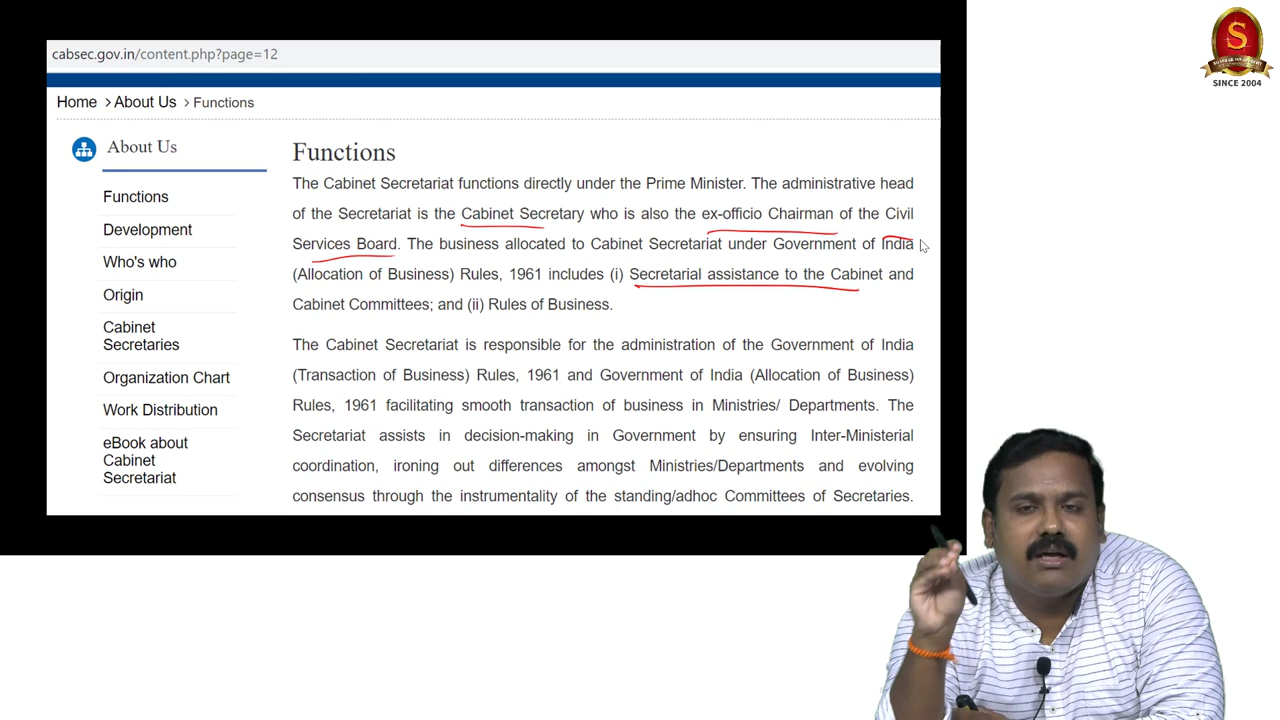 cabsec.gov.in/content.php?page=12
Home > About Us > Functions
About Us
Functions
Development
Who's who
Origin
Cabinet
Secretaries
Organization Chart
Work Distribution
eBook about
Cabinet
Secretariat
Functions
The Cabinet Secretariat functions directly under the Prime Minister. The administrative head
of the Secretariat is the Cabinet Secretary who is also the ex-officio Chairman of the Civil
Services Board. The business allocated to Cabinet Secretariat under Government of India
(Allocation of Business) Rules, 1961 includes (i) Secretarial assistance to the Cabinet and
Cabinet Committees; and (ii) Rules of Business.
The Cabinet Secretariat is responsible for the administration of the Government of India
(Transaction of Business) Rules, 1961 and Government of India (Allocation of Business)
Rules, 1961 facilitating smooth transaction of business in Ministries/ Departments. The
Secretariat assists in decision-making in Government by ensuring Inter-Ministerial
coordination, ironing out differences amongst Ministries/Departments and evolving
consensus through the instrumentality of the standing/adhoc Committees of Secretaries.
S
SINCE 2004